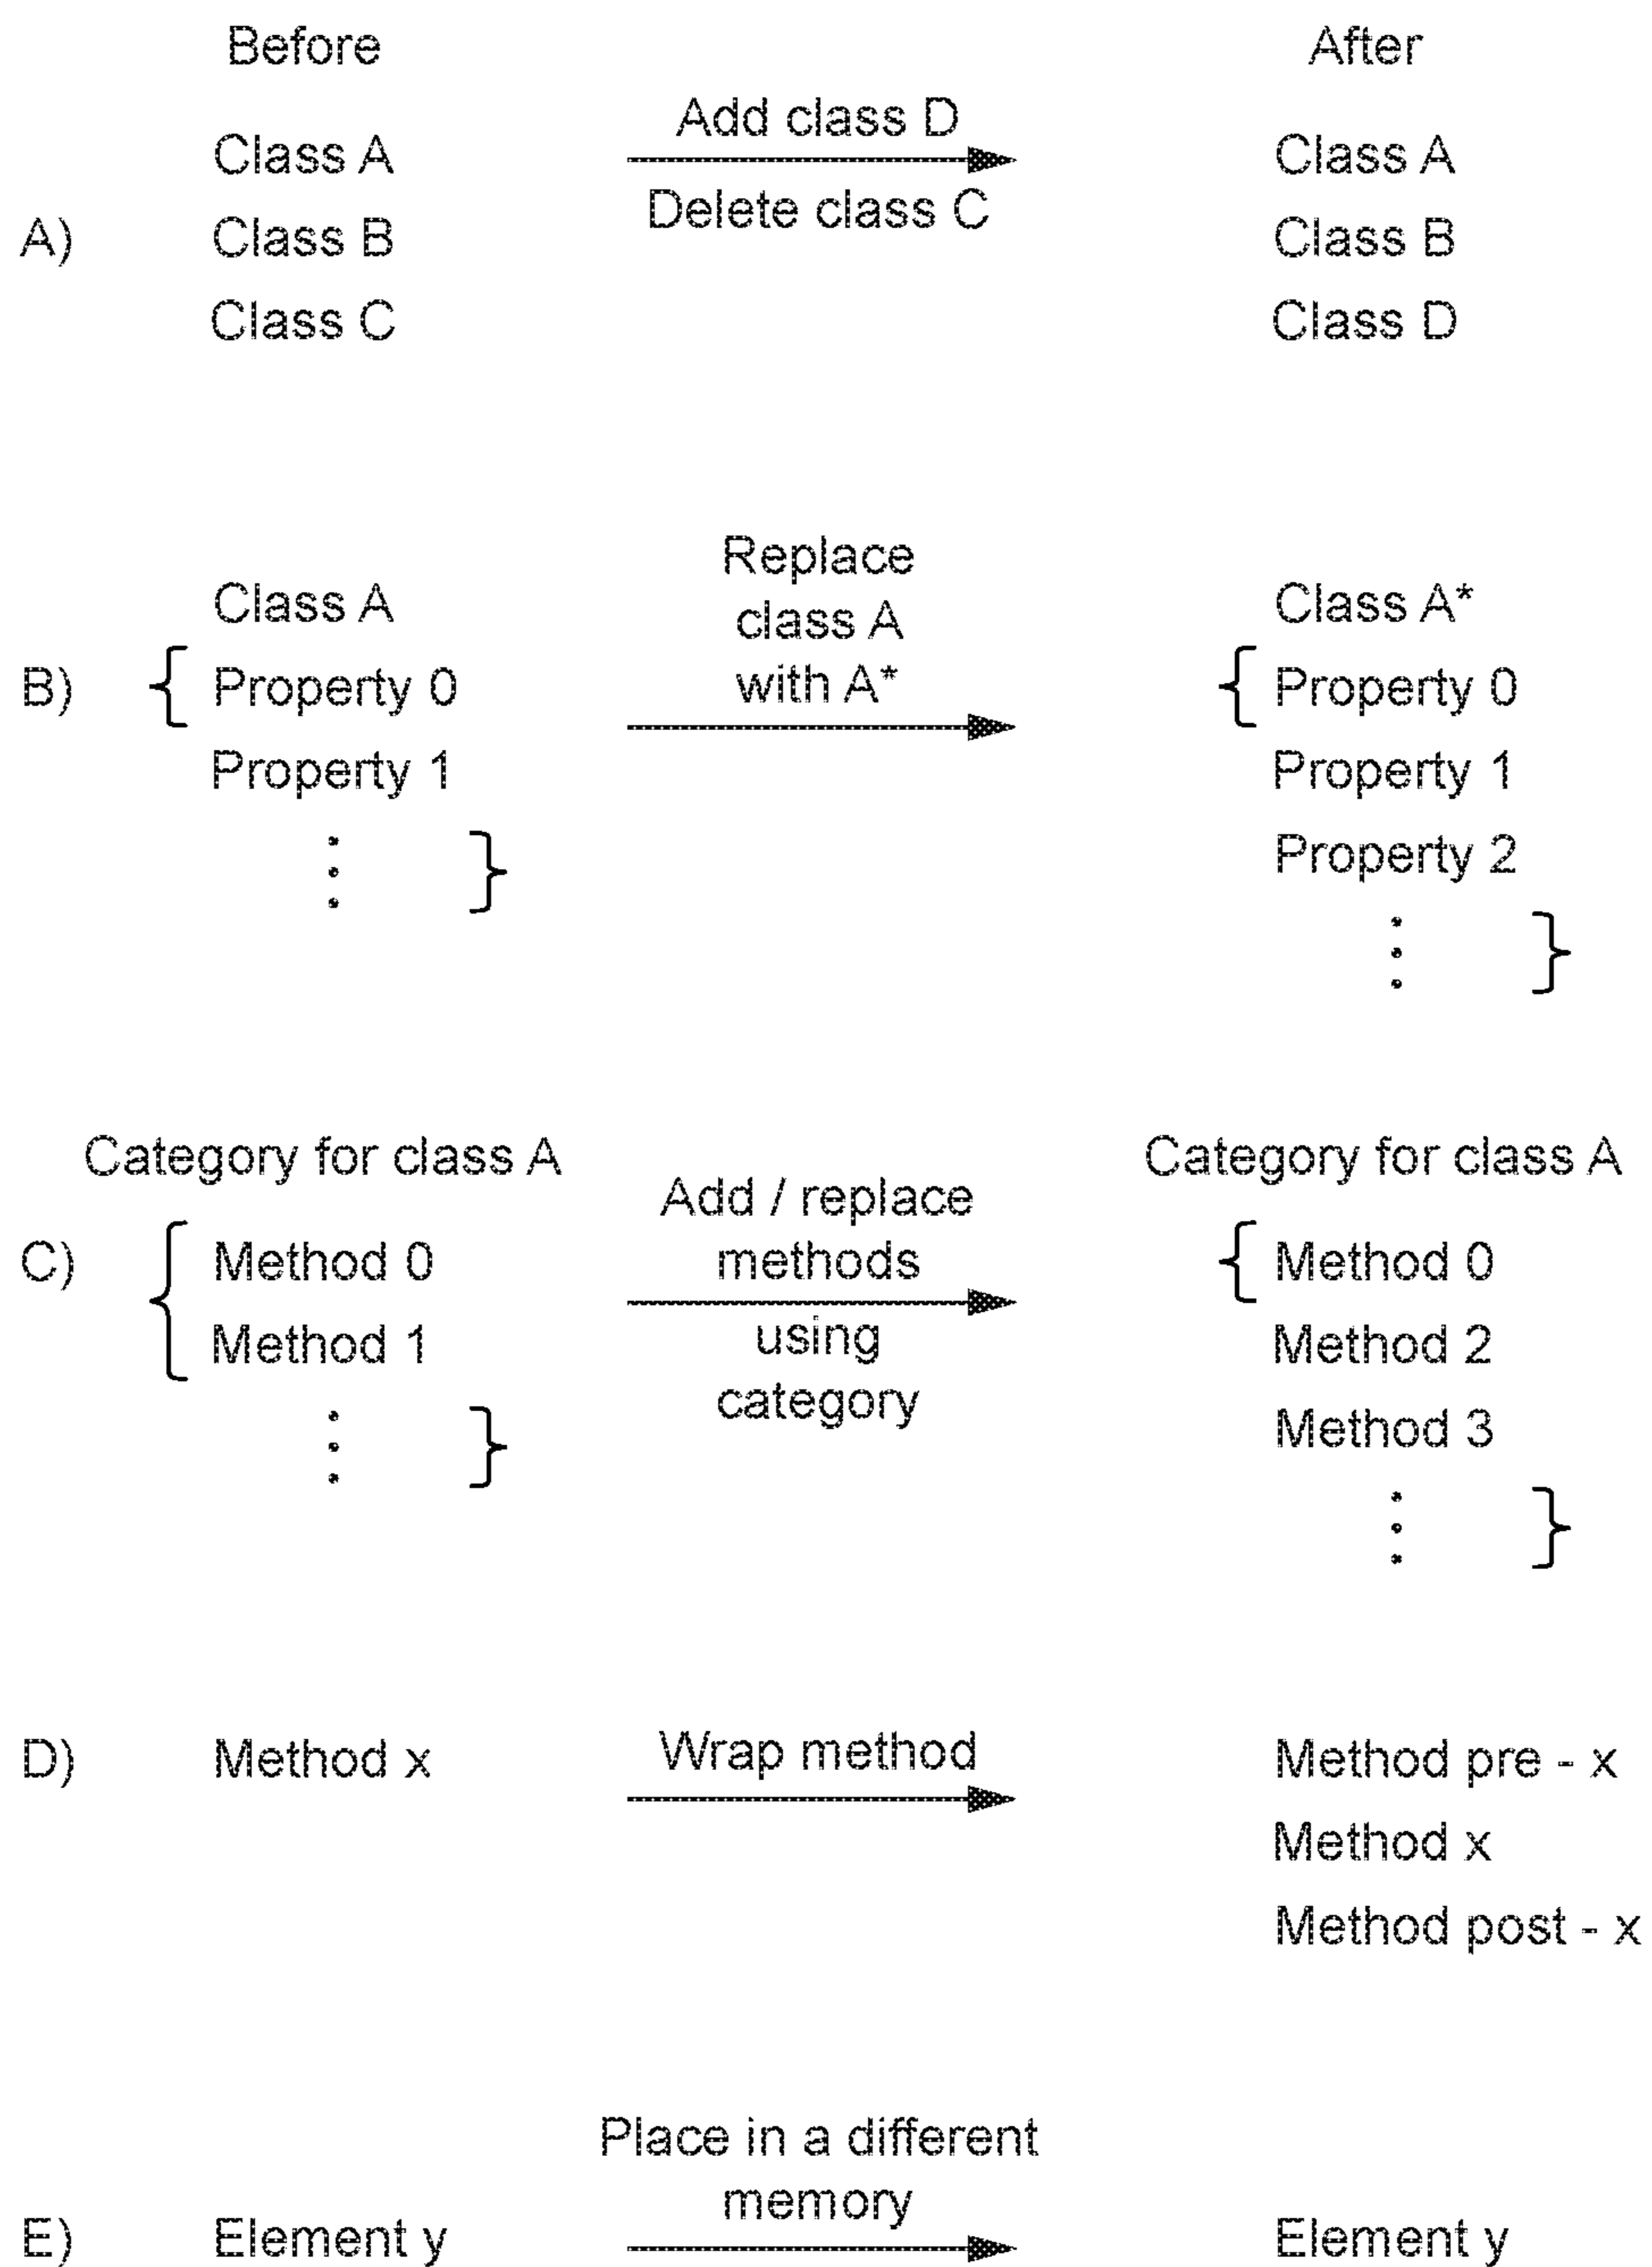 Before After
Add class D
Class A Class A
Delete class C
A) Class B Class B
Class C Class D
Replace
Class A class A Class A*
B) { Property 0 with A* { Property 0
Property 1 Property 1
⋮ } Property 2
⋮ }
Category for class A Category for class A
Add / replace
C) { Method 0 methods { Method 0
Method 1 using Method 2
⋮ } category Method 3
⋮ }
D) Method x Wrap method Method pre - x
Method x
Method post - x
Place in a different
memory
E) Element y Element y